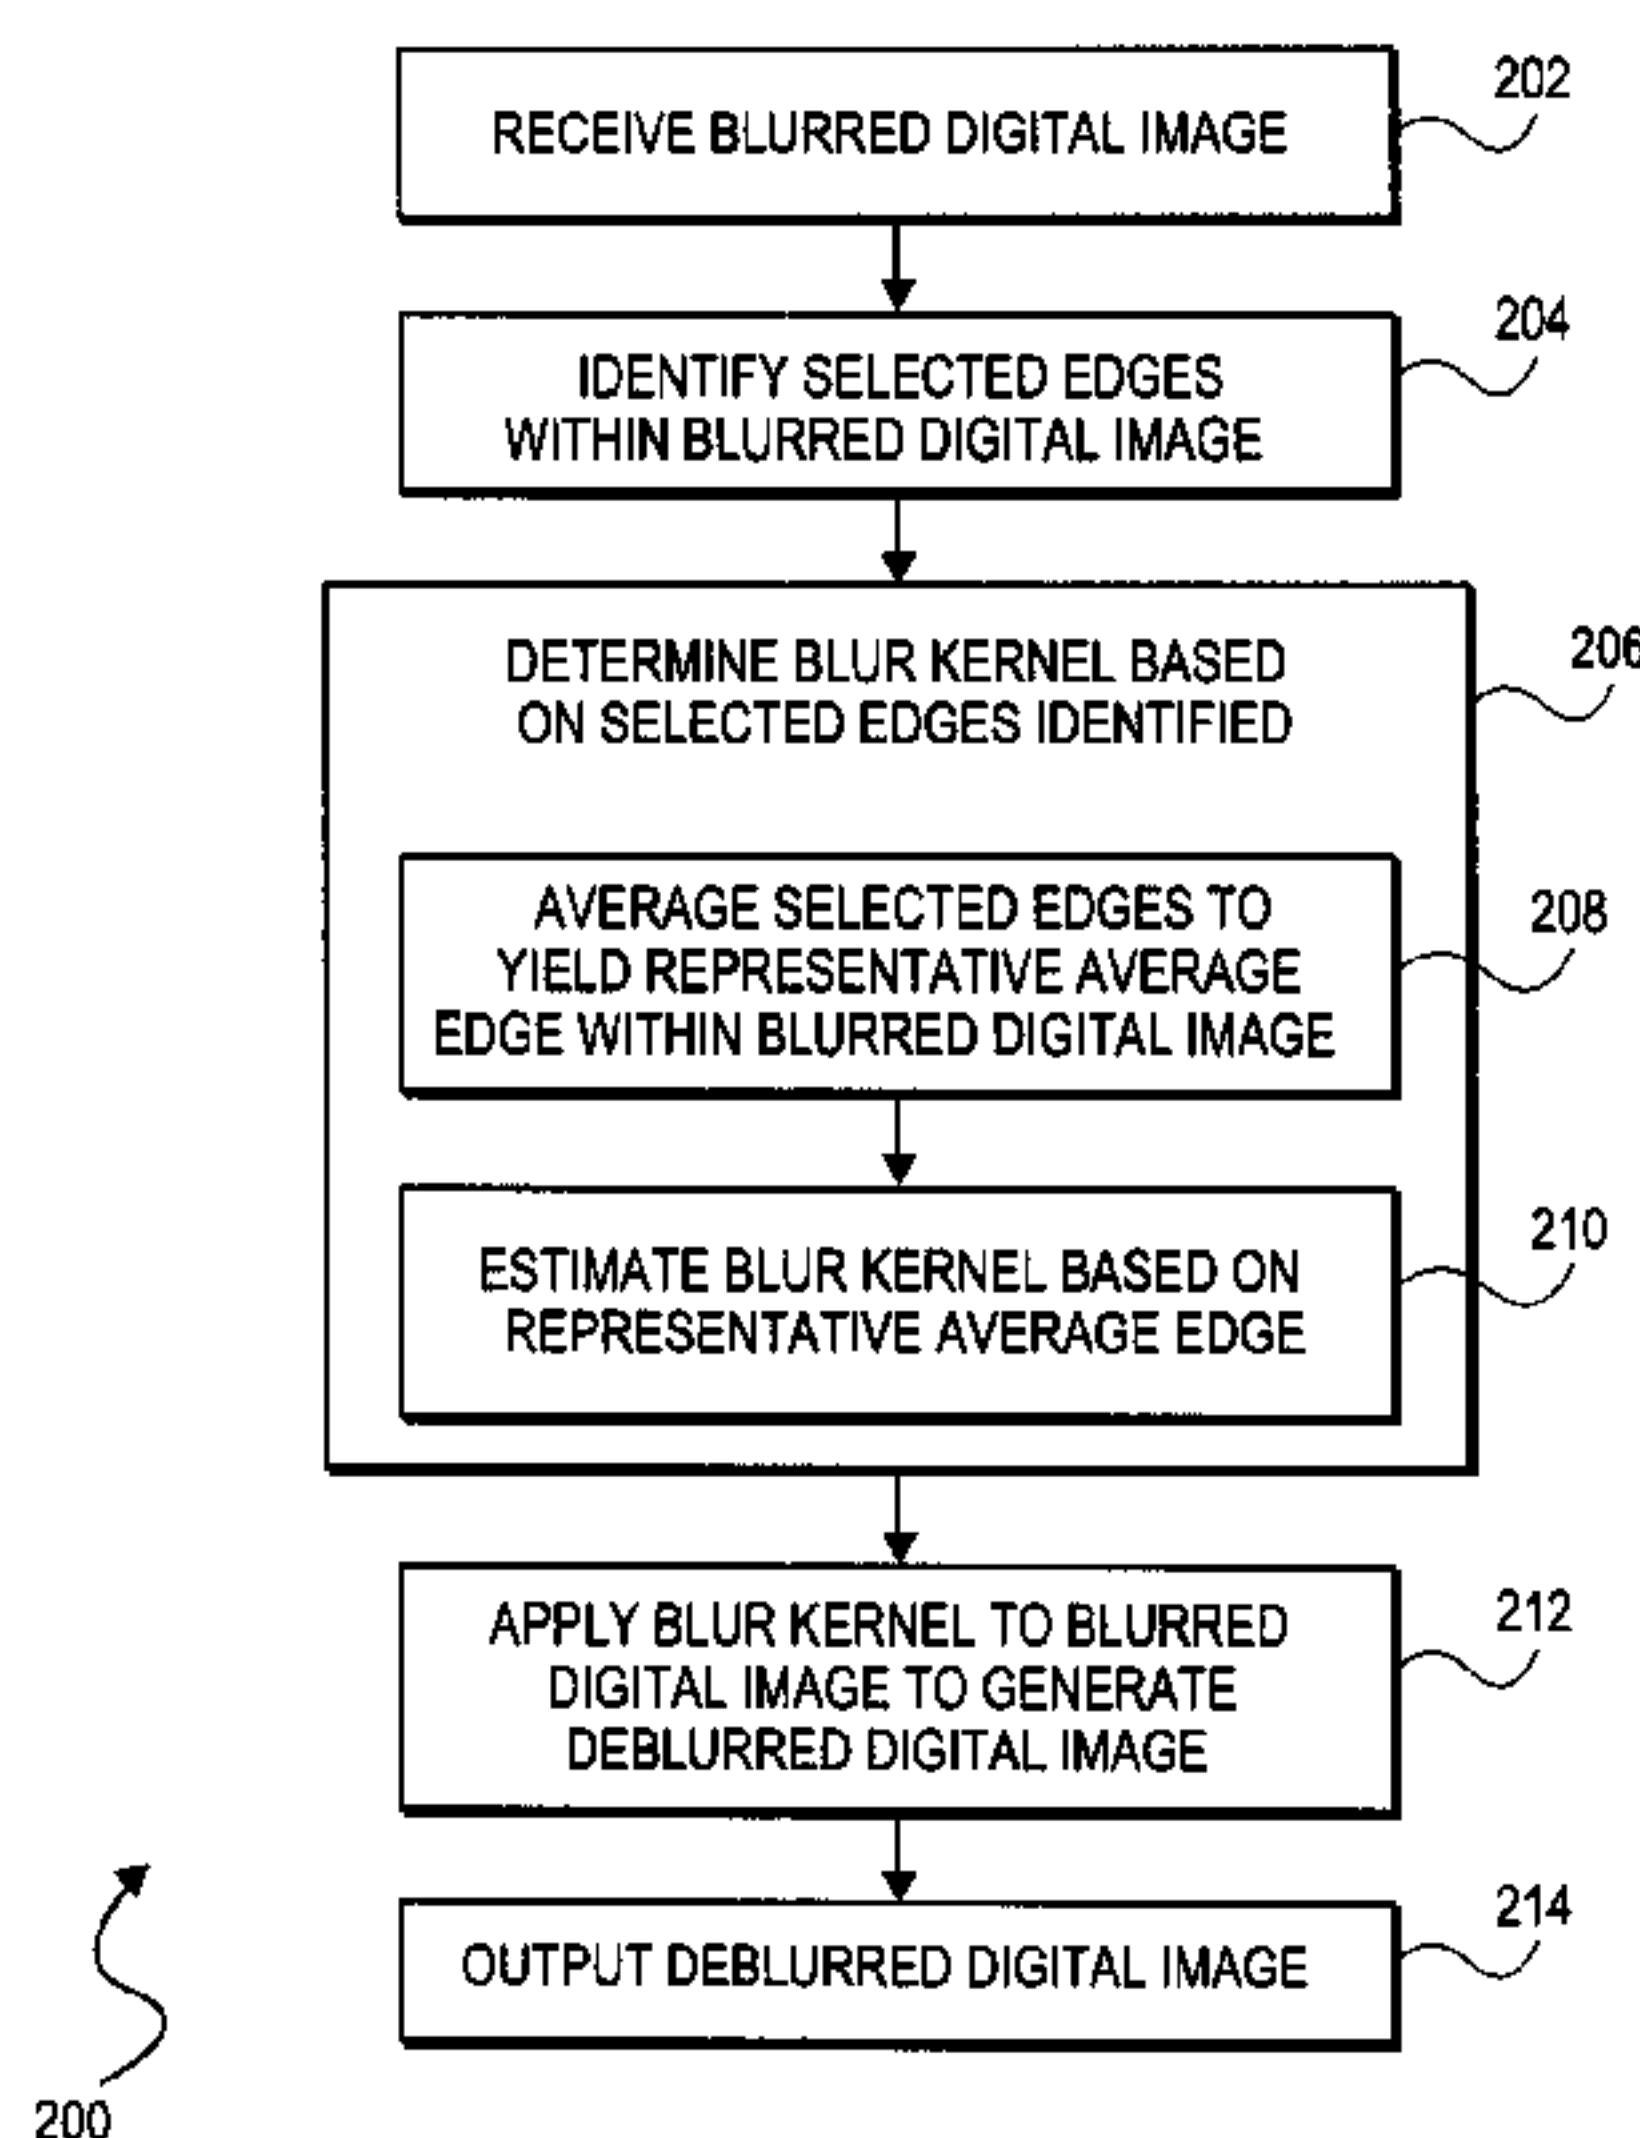 RECEIVE BLURRED DIGITAL IMAGE
202
IDENTIFY SELECTED EDGES
WITHIN BLURRED DIGITAL IMAGE
204
DETERMINE BLUR KERNEL BASED
ON SELECTED EDGES IDENTIFIED
206
AVERAGE SELECTED EDGES TO
YIELD REPRESENTATIVE AVERAGE
EDGE WITHIN BLURRED DIGITAL IMAGE
208
ESTIMATE BLUR KERNEL BASED ON
REPRESENTATIVE AVERAGE EDGE
210
APPLY BLUR KERNEL TO BLURRED
DIGITAL IMAGE TO GENERATE
DEBLURRED DIGITAL IMAGE
212
OUTPUT DEBLURRED DIGITAL IMAGE
214
200